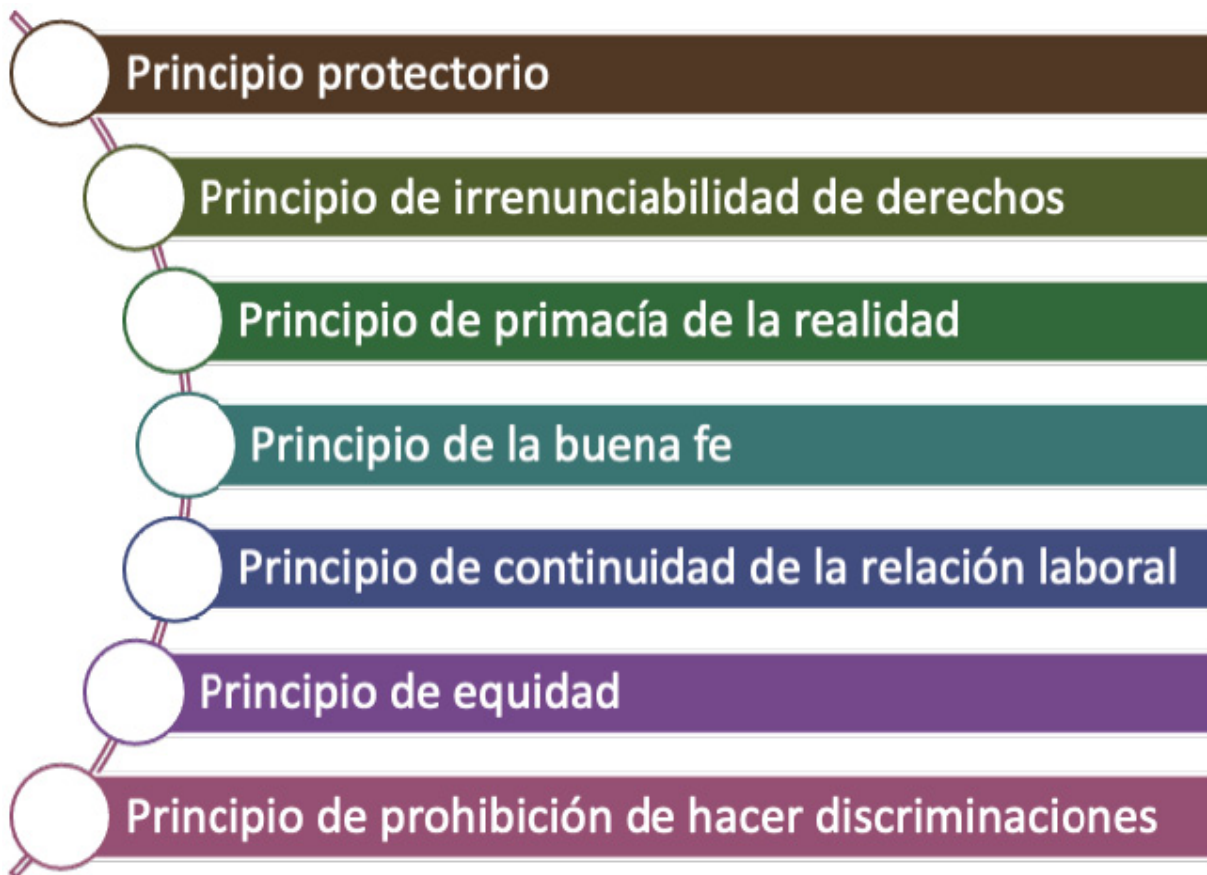 Principio protectorio
Principio de irrenunciabilidad de derechos
Principio de primacía de la realidad
Principio de la buena fe
Principio de continuidad de la relación laboral
Principio de equidad
Principio de prohibición de hacer discriminaciones